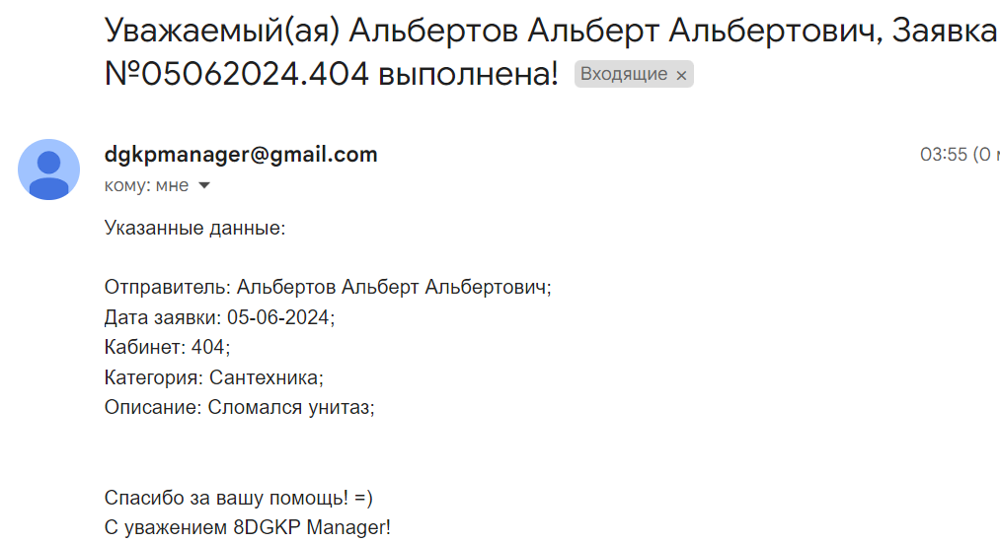 Уважаемый(ая) Альбертов Альберт Альбертович, Заявка
№05062024.404 выполнена! Входящие ×
dgkpmanager@gmail.com 03:55 (0
кому: мне
Указанные данные:
Отправитель: Альбертов Альберт Альбертович;
Дата заявки: 05-06-2024;
Кабинет: 404;
Категория: Сантехника;
Описание: Сломался унитаз;
Спасибо за вашу помощь! =)
С уважением 8DGKP Manager!